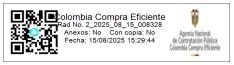 Colombia Compra Eficiente
Rad No. 2_2025_08_15_008328
Anexos: No Con copia: No
Fecha: 15/08/2025 15:29:44
Agencia Nacional
de Contratación Pública
Colombia Compra Eficiente